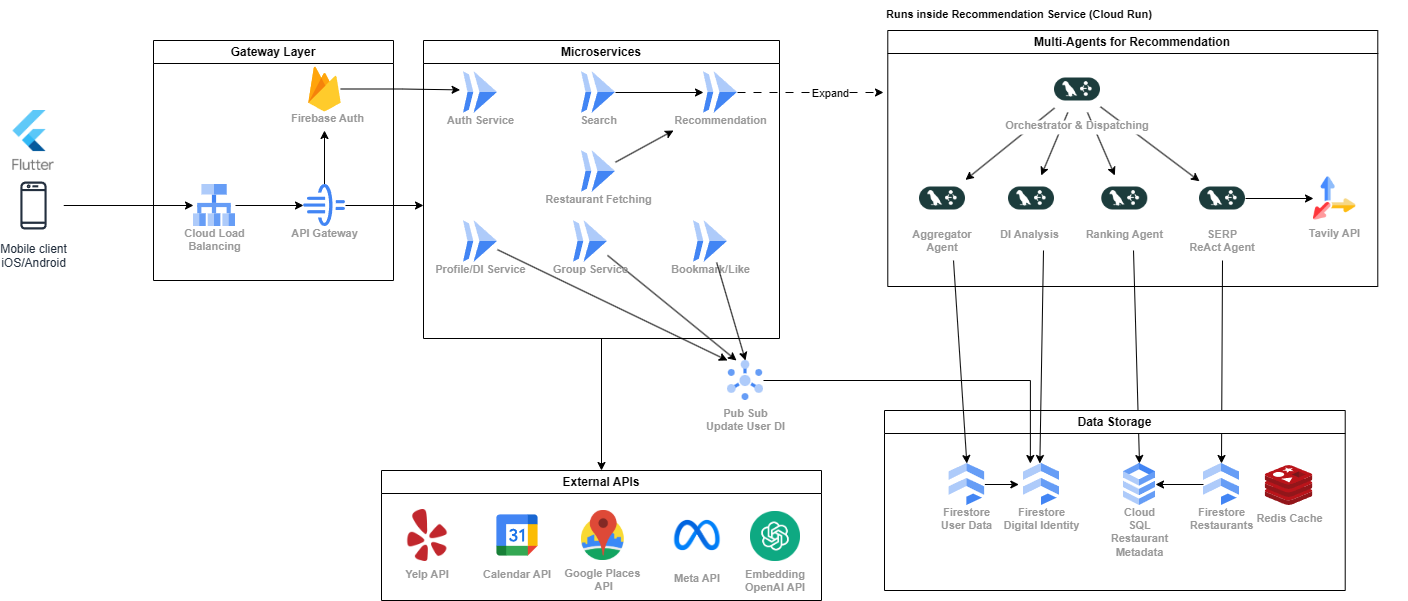 Runs inside Recommendation Service (Cloud Run)
Gateway Layer
Microservices
Multi-Agents for Recommendation
Firebase Auth
Auth Service
Search
Recommendation
Expand
Orchestrator & Dispatching
Flutter
Restaurant Fetching
Mobile client
iOS/Android
Cloud Load
Balancing
API Gateway
Profile/DI Service
Group Service
Bookmark/Like
Aggregator
Agent
DI Analysis
Ranking Agent
SERP
ReAct Agent
Tavily API
Pub Sub
Update User DI
Data Storage
Firestore
User Data
Firestore
Digital Identity
Cloud
SQL
Restaurant
Metadata
Firestore
Restaurants
Redis Cache
External APIs
31
Yelp API
Calendar API
Google Places
API
Meta API
Embedding
OpenAI API